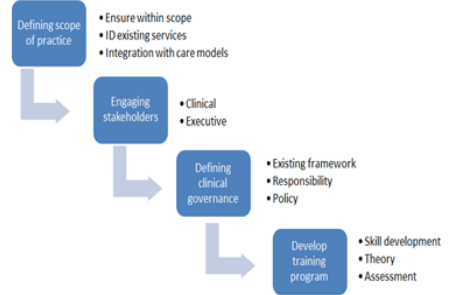 Defining scope
of practice
• Ensure within scope
• ID existing services
• Integration with care models
Engaging
stakeholders
• Clinical
• Executive
Defining
clinical
governance
• Existing framework
• Responsibility
• Policy
Develop
training
program
• Skill development
• Theory
• Assessment